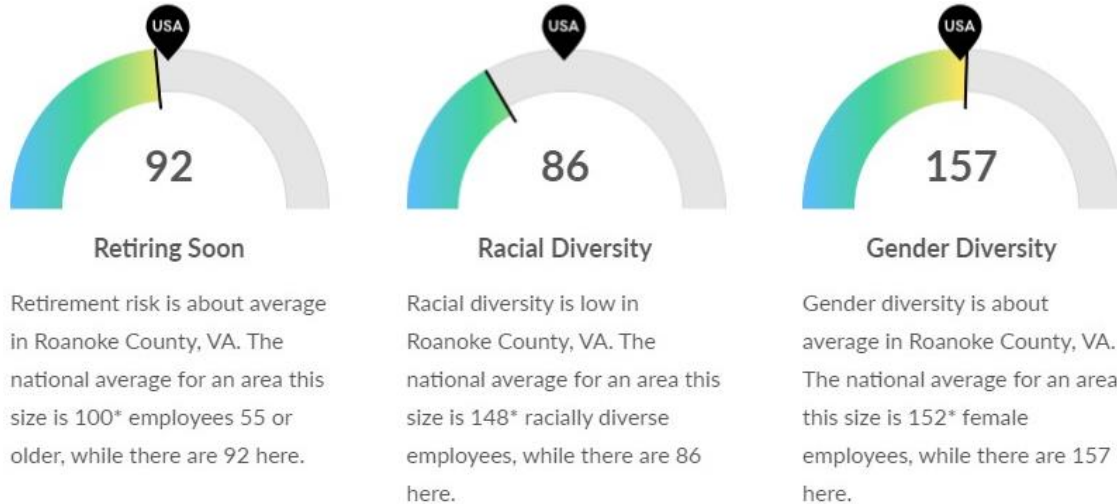 USA
92
Retiring Soon
Retirement risk is about average
in Roanoke County, VA. The
national average for an area this
size is 100* employees 55 or
older, while there are 92 here.
USA
86
Racial Diversity
Racial diversity is low in
Roanoke County, VA. The
national average for an area this
size is 148* racially diverse
employees, while there are 86
here.
USA
157
Gender Diversity
Gender diversity is about
average in Roanoke County, VA.
The national average for an area
this size is 152* female
employees, while there are 157
here.